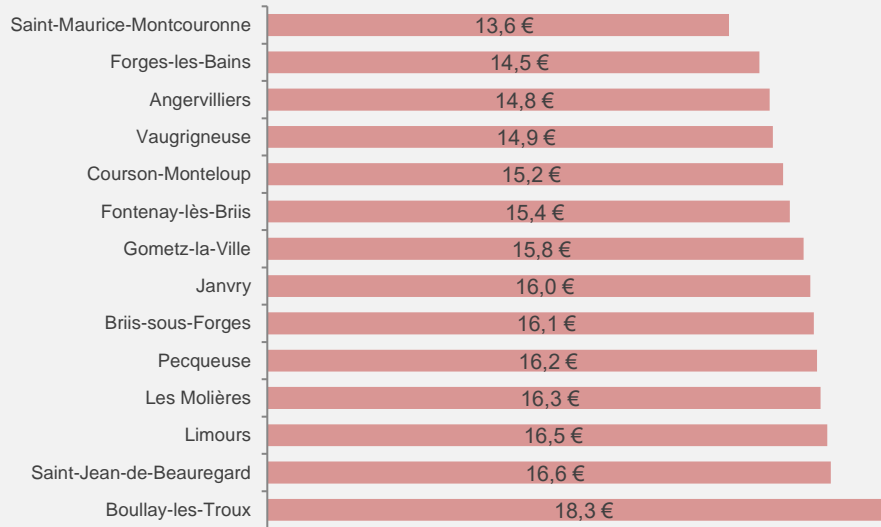 Saint-Maurice-Montcouronne 13,6 €
Forges-les-Bains 14,5 €
Angervilliers 14,8 €
Vaugrigneuse 14,9 €
Courson-Monteloup 15,2 €
Fontenay-lès-Briis 15,4 €
Gometz-la-Ville 15,8 €
Janvry 16,0 €
Briis-sous-Forges 16,1 €
Pecqueuse 16,2 €
Les Molières 16,3 €
Limours 16,5 €
Saint-Jean-de-Beauregard 16,6 €
Boullay-les-Troux 18,3 €